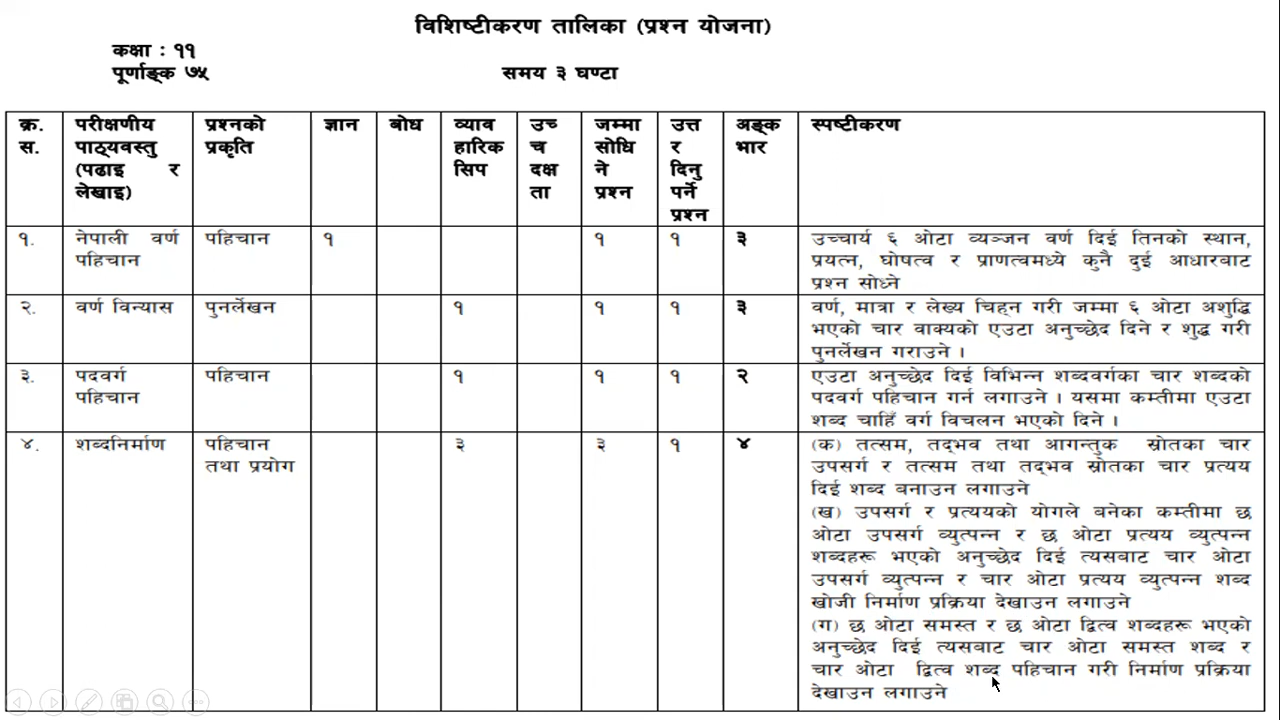 विशिष्टीकरण तालिका (प्रश्न योजना)
कक्षा : ११
पूर्णाङ्क ७५ समय ३ घण्टा
क्र. स. परीक्षणीय पाठ्यवस्तु (पढाइ र लेखाइ) प्रश्नको प्रकृति ज्ञान बोध व्यावहारिक सिप उच्च दक्षता जम्मा सोधिने प्रश्न उत्तर दिनुपर्ने प्रश्न अङ्कभार स्पष्टीकरण
१. नेपाली वर्ण पहिचान पहिचान १ १ १ ३ उच्चार्य ६ ओटा व्यञ्जन वर्ण दिई तिनको स्थान,
प्रयत्न, घोषत्व र प्राणत्वमध्ये कुनै दुई आधारबाट
प्रश्न सोध्ने
२. वर्ण विन्यास पुनर्लेखन १ १ १ ३ वर्ण, मात्रा र लेख्य चिह्न गरी जम्मा ६ ओटा अशुद्धि
भएको चार वाक्यको एउटा अनुच्छेद दिने र शुद्ध गरी
पुनर्लेखन गराउने ।
३. पदवर्ग पहिचान पहिचान १ १ १ २ एउटा अनुच्छेद दिई विभिन्न शब्दवर्गका चार शब्दको
पदवर्ग पहिचान गर्न लगाउने । यसमा कम्तीमा एउटा
शब्द चाहिँ वर्ग विचलन भएको दिने ।
४. शब्दनिर्माण पहिचान तथा प्रयोग ३ ३ १ ४ (क) तत्सम, तद्भव तथा आगन्तुक स्रोतका चार
उपसर्ग र तत्सम तथा तद्भव स्रोतका चार प्रत्यय
दिई शब्द बनाउन लगाउने
(ख) उपसर्ग र प्रत्ययको योगले बनेका कम्तीमा छ
ओटा उपसर्ग व्युत्पन्न र छ ओटा प्रत्यय व्युत्पन्न
शब्दहरू भएको अनुच्छेद दिई त्यसबाट चार ओटा
उपसर्ग व्युत्पन्न र चार ओटा प्रत्यय व्युत्पन्न शब्द
खोजी निर्माण प्रक्रिया देखाउन लगाउने
(ग) छ ओटा समस्त र छ ओटा द्वित्व शब्दहरू भएको
अनुच्छेद दिई त्यसबाट चार ओटा समस्त शब्द र
चार ओटा द्वित्व शब्द पहिचान गरी निर्माण प्रक्रिया
देखाउन लगाउने